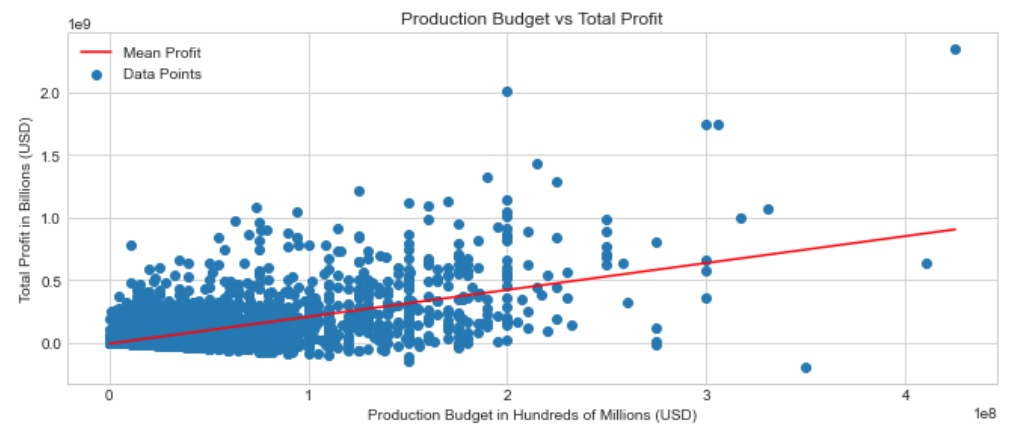 Production Budget vs Total Profit
1e9
Mean Profit
Data Points
2.0
1.5
1.0
0.5
0.0
Total Profit in Billions (USD)
0 1 2 3 4
1e8
Production Budget in Hundreds of Millions (USD)